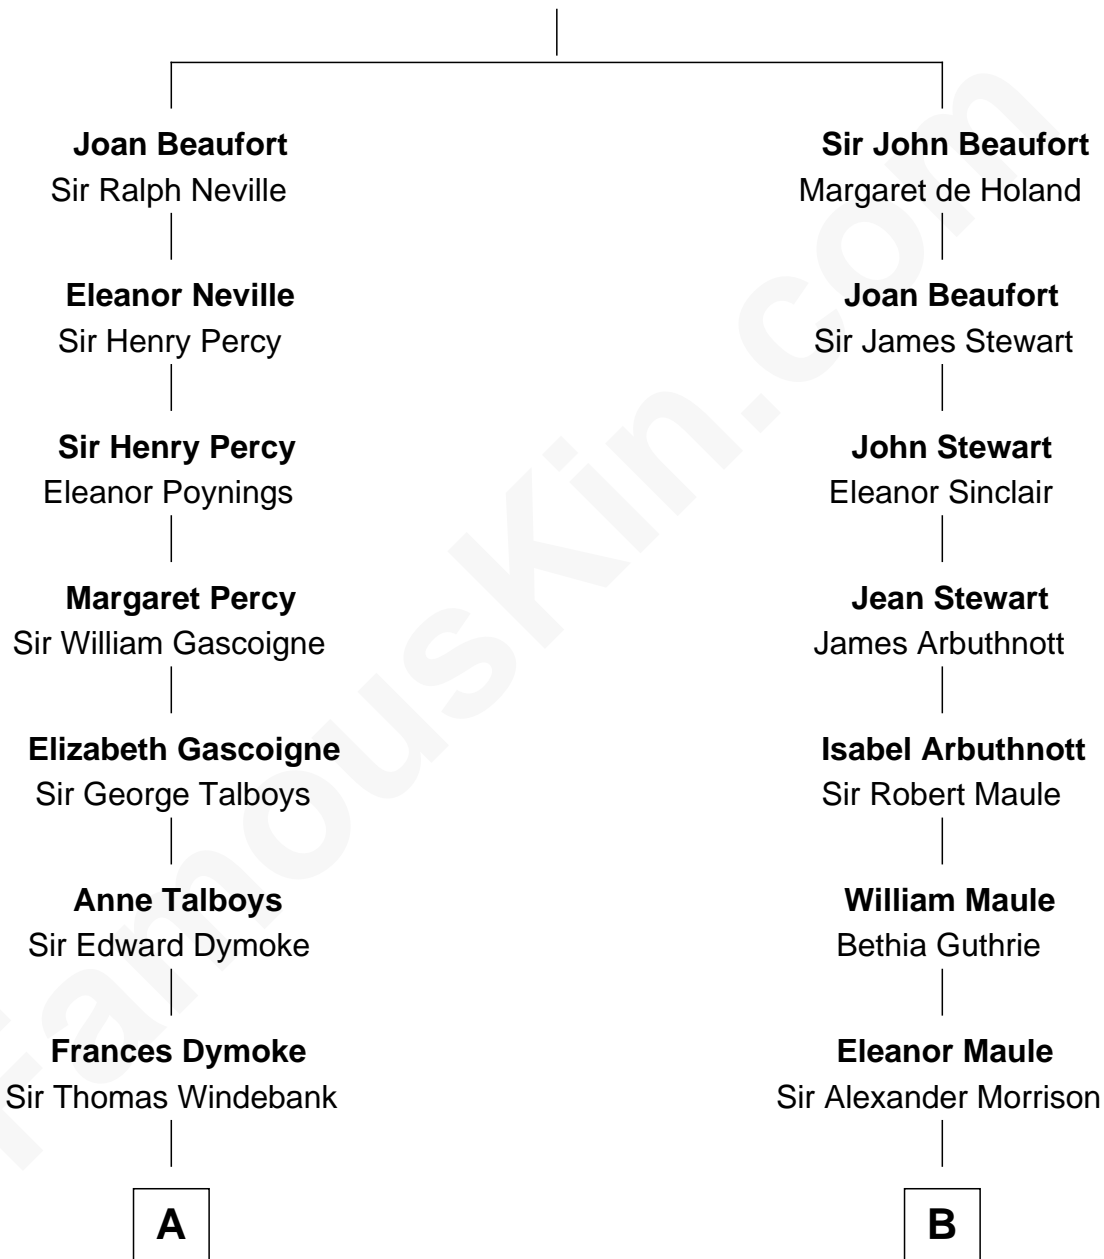 Joan Beaufort
Sir Ralph Neville
Eleanor Neville
Sir Henry Percy
Sir Henry Percy
Eleanor Poynings
Margaret Percy
Sir William Gascoigne
Elizabeth Gascoigne
Sir George Talboys
Anne Talboys
Sir Edward Dymoke
Frances Dymoke
Sir Thomas Windebank
A
Sir John Beaufort
Margaret de Holand
Joan Beaufort
Sir James Stewart
John Stewart
Eleanor Sinclair
Jean Stewart
James Arbuthnott
Isabel Arbuthnott
Sir Robert Maule
William Maule
Bethia Guthrie
Eleanor Maule
Sir Alexander Morrison
B
FamousKin.com